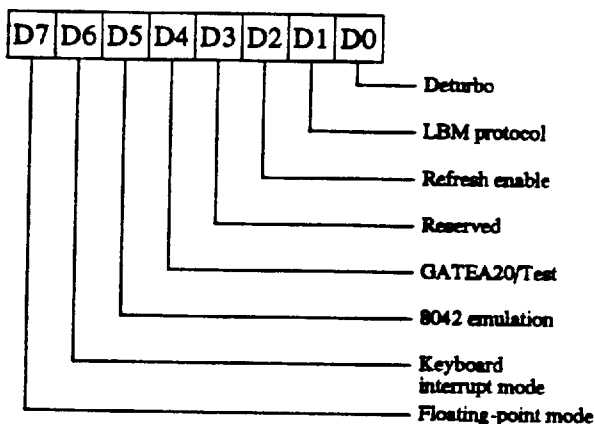 D7 D6 D5 D4 D3 D2 D1 D0
Deturbo
LBM protocol
Refresh enable
Reserved
GATEA20/Test
8042 emulation
Keyboard
interrupt mode
Floating-point mode